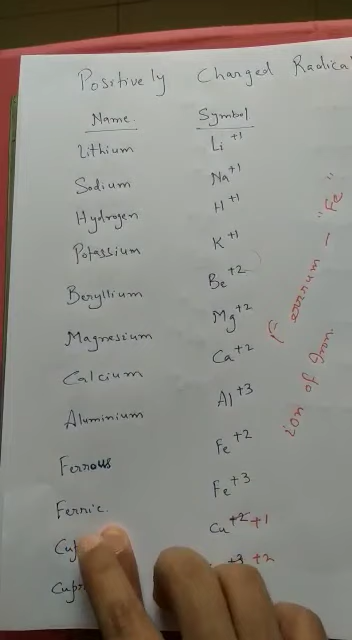 Positively Charged Radica
Name. Symbol
Lithium Li +1
Sodium Na +1
Hydrogen H +1
Potassium K +1
Beryllium Be +2
Magnesium Mg +2
Calcium Ca +2
Aluminium Al +3
Ferrous Fe +2
Ferric. Fe +3
Cu +2 +1
+3 +2
Ferrum - "Fe"
ion of Iron